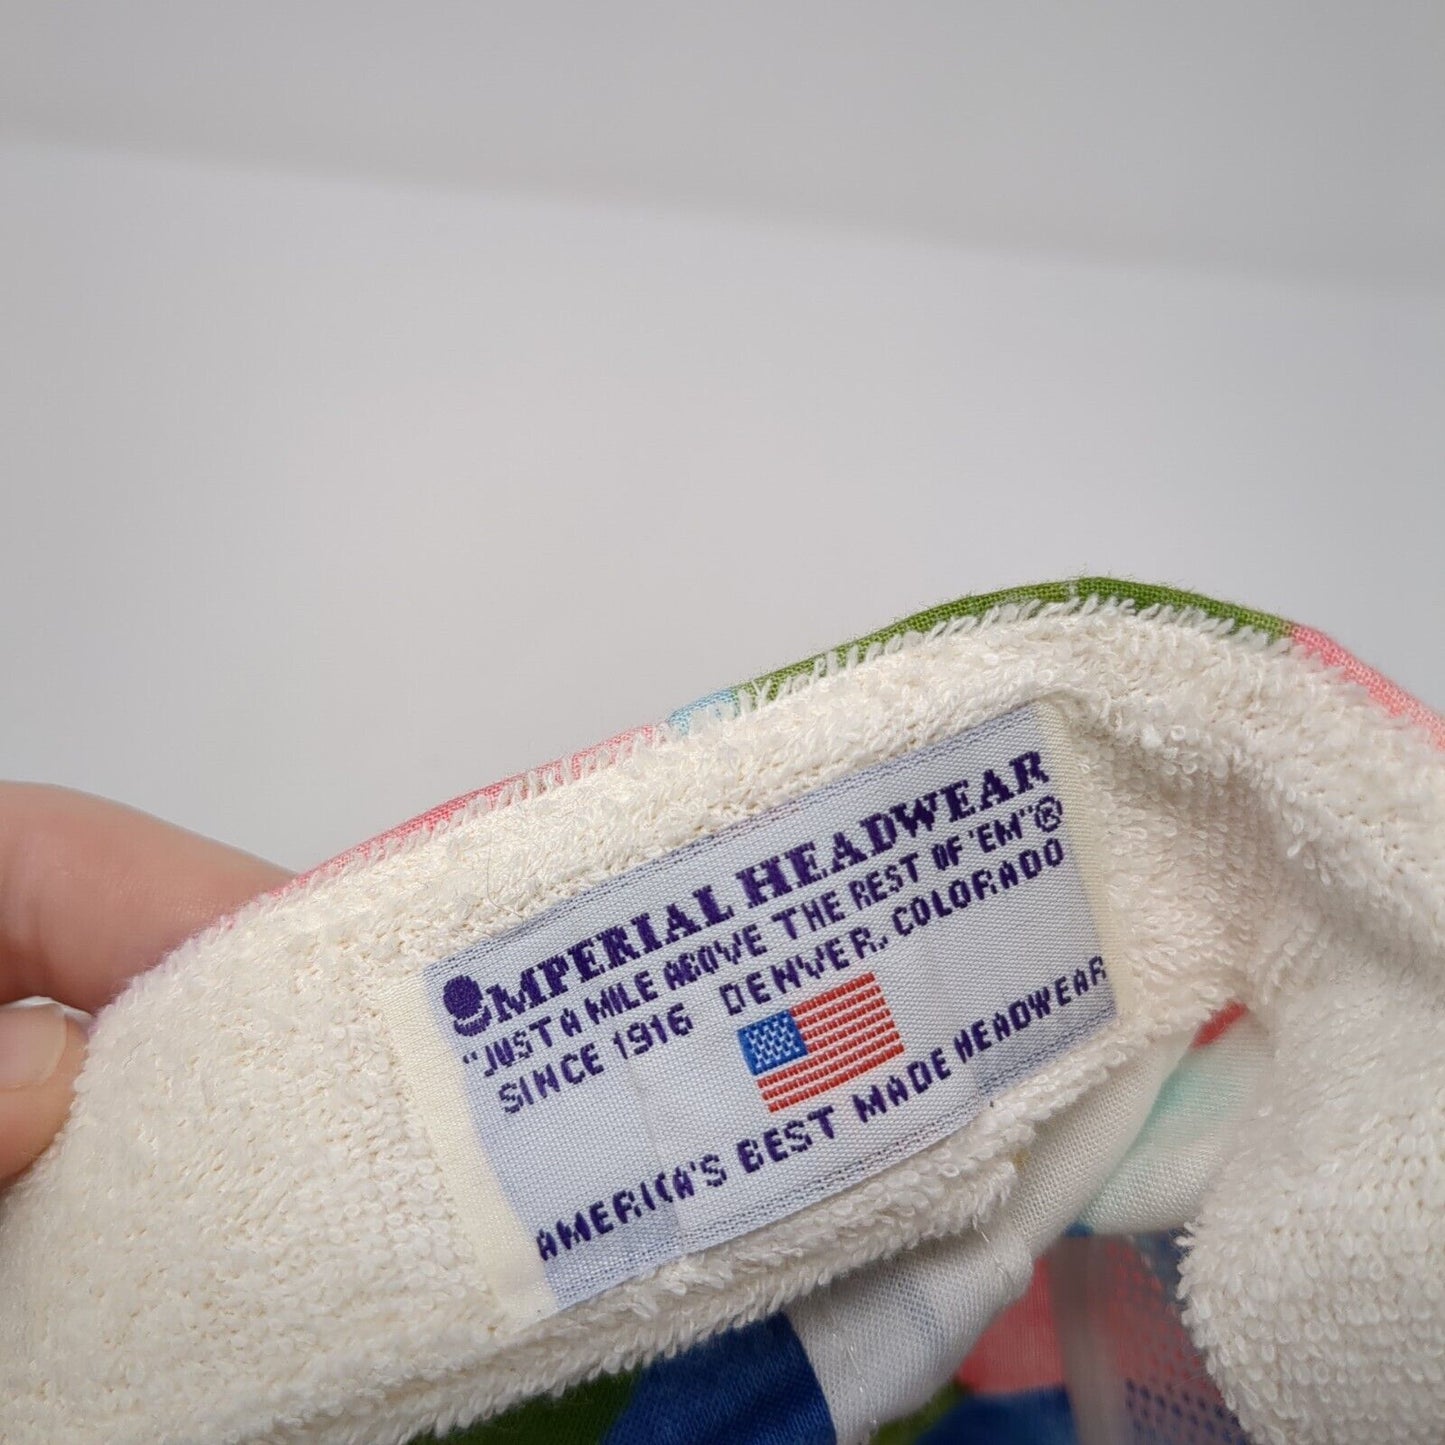 IMPERIAL HEADWEAR
"JUST A MILE ABOVE THE REST OF 'EM"®
SINCE 1916 DENVER, COLORADO
AMERICA'S BEST MADE HEADWEAR